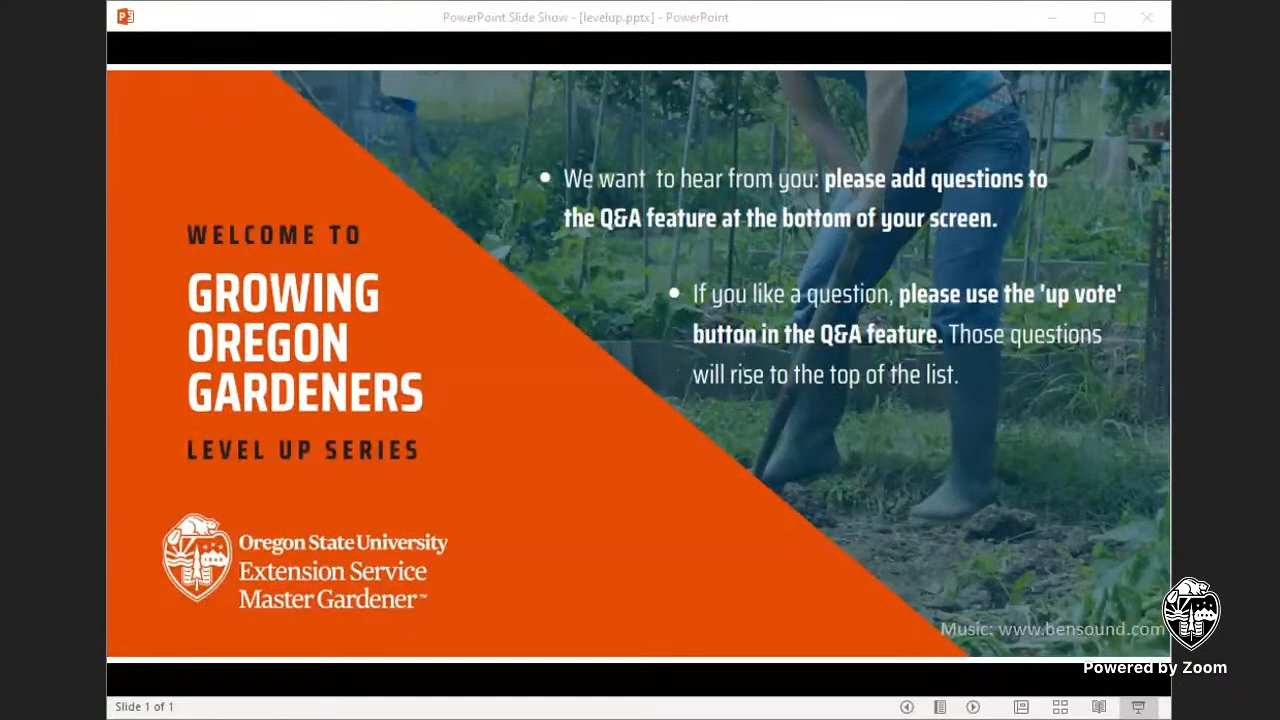 PowerPoint Slide Show - [levelup.pptx] - PowerPoint
WELCOME TO
GROWING
OREGON
GARDENERS
LEVEL UP SERIES
Oregon State University
Extension Service
Master Gardener™
• We want to hear from you: please add questions to
the Q&A feature at the bottom of your screen.
• If you like a question, please use the 'up vote'
button in the Q&A feature. Those questions
will rise to the top of the list.
Music: www.bensound.com
Powered by Zoom
Slide 1 of 1